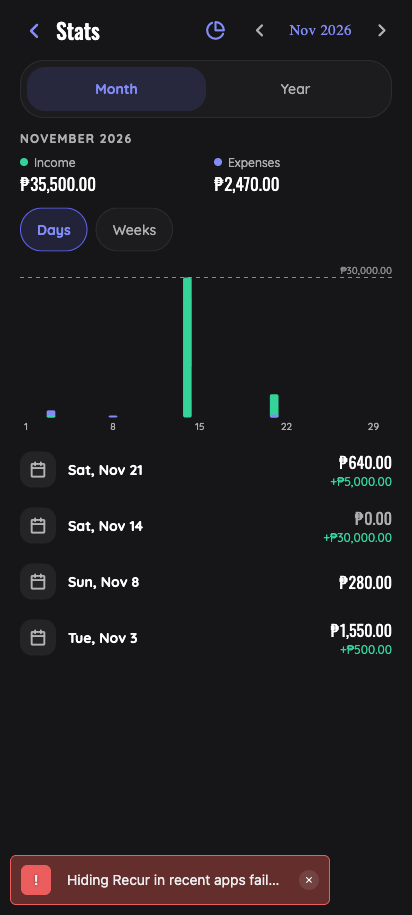 Stats
Nov 2026
Month
Year
NOVEMBER 2026
Income
Expenses
₱35,500.00
₱2,470.00
Days
Weeks
₱30,000.00
1 8 15 22 29
Sat, Nov 21
₱640.00
+₱5,000.00
Sat, Nov 14
₱0.00
+₱30,000.00
Sun, Nov 8
₱280.00
Tue, Nov 3
₱1,550.00
+₱500.00
! Hiding Recur in recent apps fail...